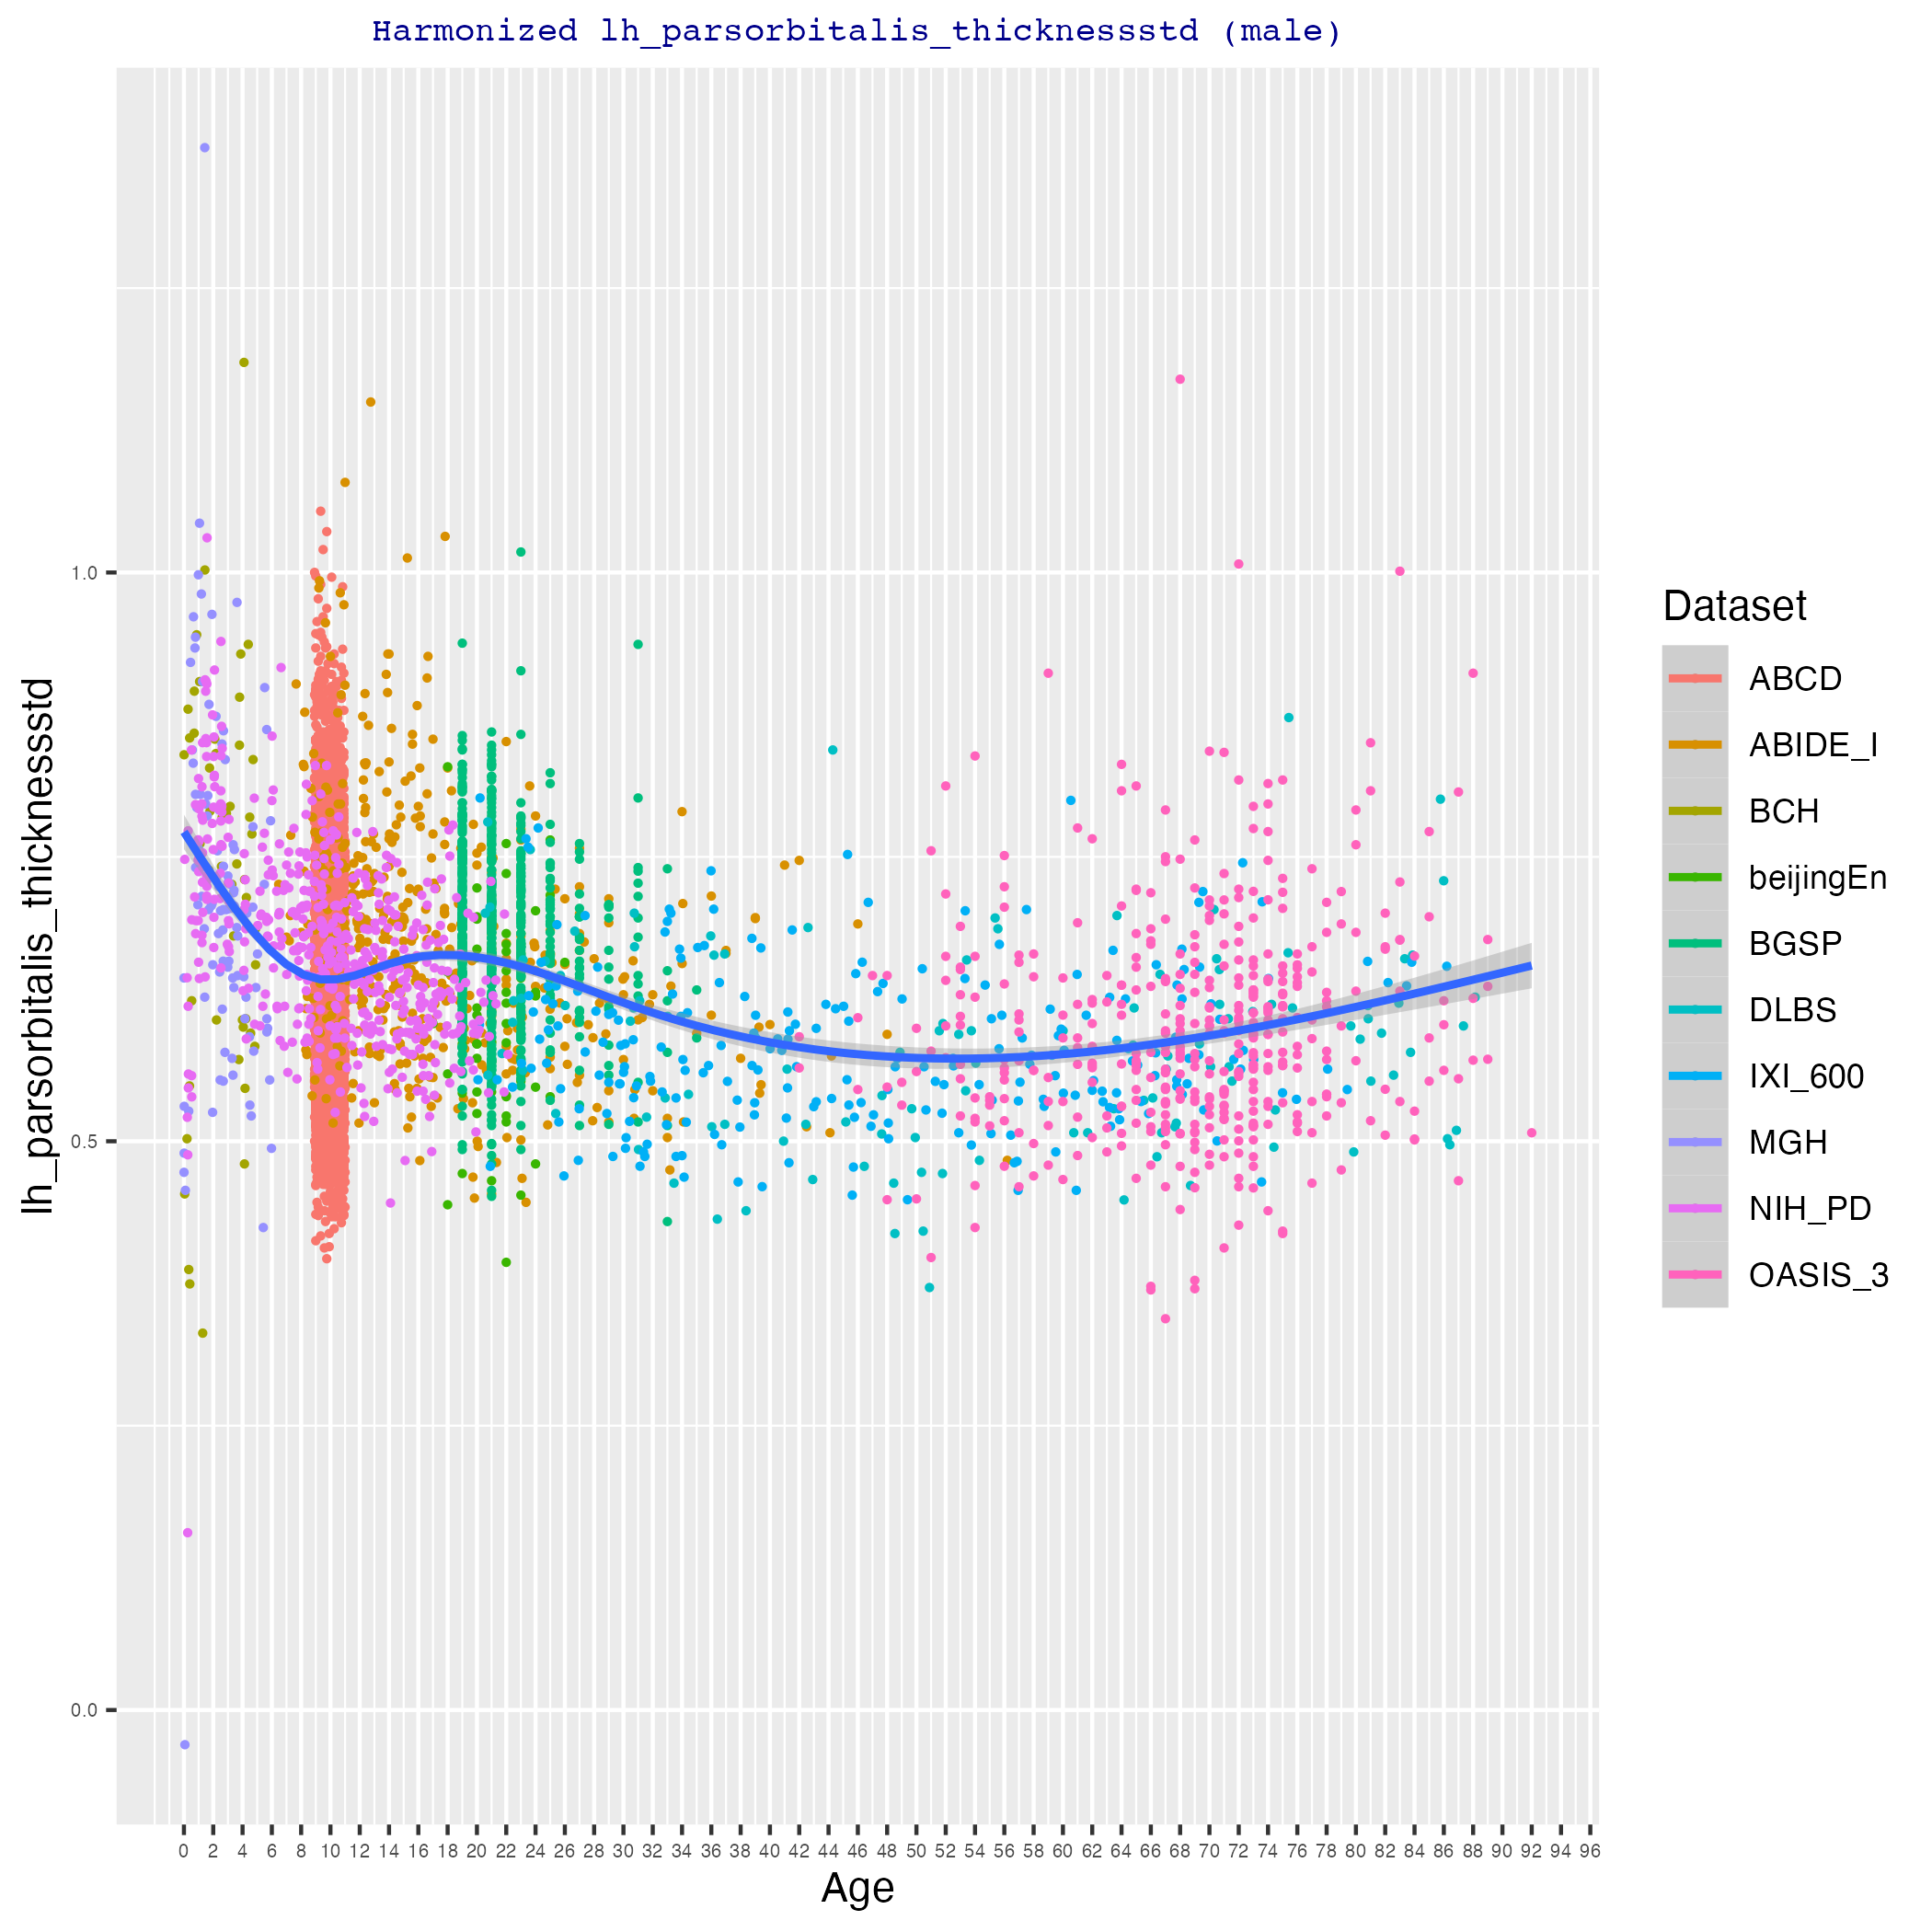 Harmonized lh_parsorbitalis_thicknessstd (male)
lh_parsorbitalis_thicknessstd
1.0
0.5
0.0
0 2 4 6 8 10 12 14 16 18 20 22 24 26 28 30 32 34 36 38 40 42 44 46 48 50 52 54 56 58 60 62 64 66 68 70 72 74 76 78 80 82 84 86 88 90 92 94 96
Age
Dataset
ABCD
ABIDE_I
BCH
beijingEn
BGSP
DLBS
IXI_600
MGH
NIH_PD
OASIS_3